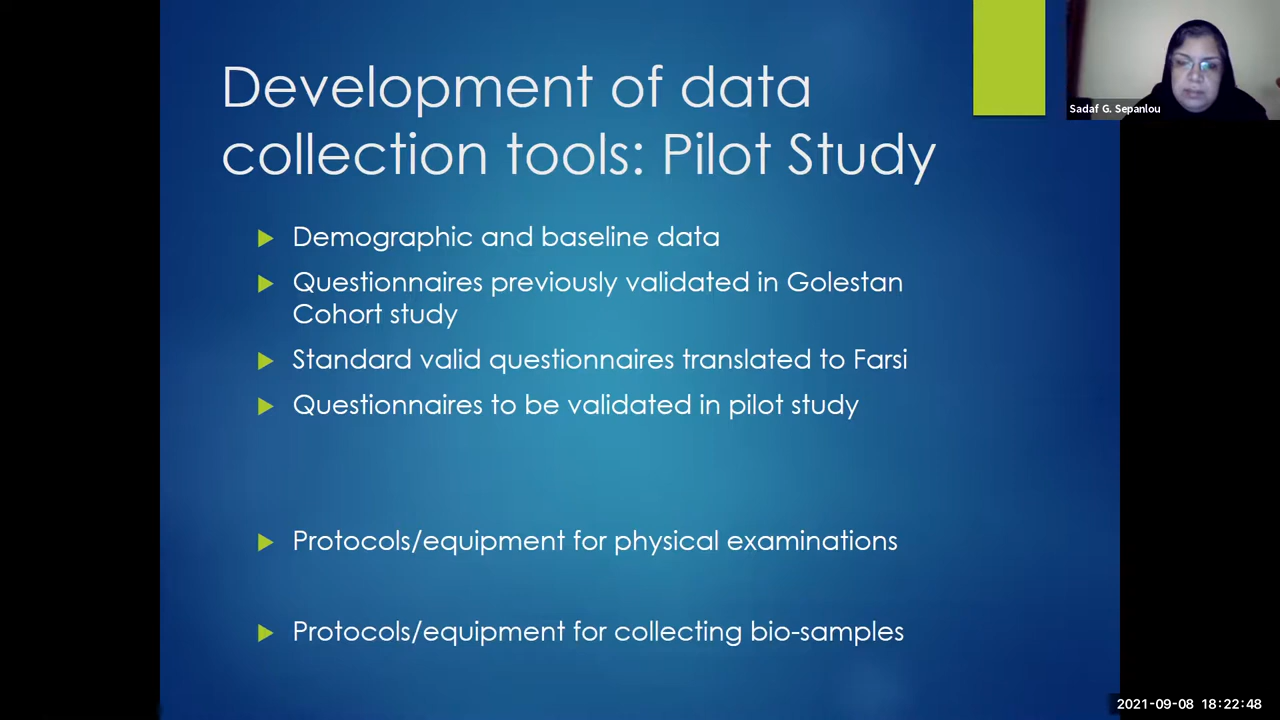 Development of data
collection tools: Pilot Study
Sadaf G. Sepanlou
Demographic and baseline data
Questionnaires previously validated in Golestan
Cohort study
Standard valid questionnaires translated to Farsi
Questionnaires to be validated in pilot study
Protocols/equipment for physical examinations
Protocols/equipment for collecting bio-samples
2021-09-08 18:22:48